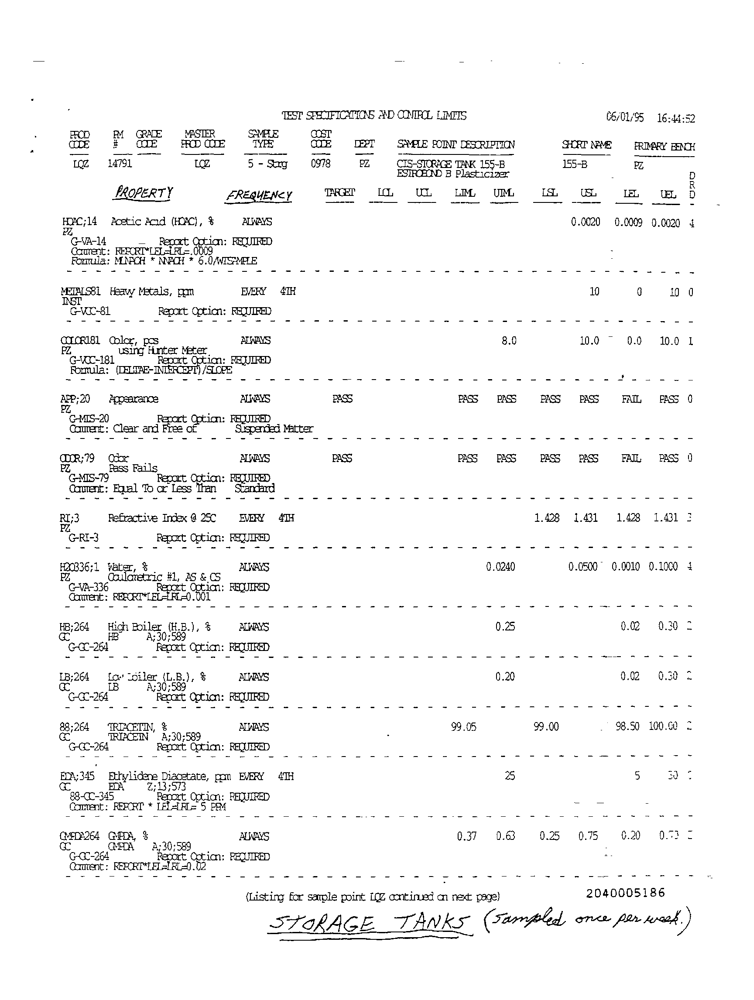 TEST SPECIFICATIONS AND CONTROL LIMITS 06/01/95 16:44:52
PROD CODE RM # GRADE CODE MASTER PROD CODE SAMPLE TYPE COST CODE DEPT SAMPLE POINT DESCRIPTION SHORT NAME PRIMARY BENCH
LQZ 14791 LQZ 5 - Strg 0978 PZ CTS-STORAGE TANK 155-B 155-B PZ
ESTROBOND B Plasticizer
PROPERTY FREQUENCY TARGET LCL UCL LIML UIML LSL USL LEL UEL DRD
HOAC;14 Acetic Acid (HOAC), % ALWAYS 0.0020 0.0009 0.0020 4
PZ
G-VA-14 Report Option: REQUIRED
Comment: REPORT*LEL=LRL=.0009
Formula: MLNAOH * NNAOH * 6.0/WTSAMPLE
METALS81 Heavy Metals, ppm EVERY 4TH 10 0 10 0
INST
G-VCC-81 Report Option: REQUIRED
COLOR181 Color, pcs ALWAYS 8.0 10.0 0.0 10.0 1
PZ using Hunter Meter
G-VCC-181 Report Option: REQUIRED
Formula: (DELTAE-INTERCEPT)/SLOPE
APP;20 Appearance ALWAYS PASS PASS PASS PASS PASS FAIL PASS 0
PZ
G-MIS-20 Report Option: REQUIRED
Comment: Clear and Free of Suspended Matter
ODOR;79 Odor ALWAYS PASS PASS PASS PASS PASS FAIL PASS 0
PZ Pass Fails
G-MIS-79 Report Option: REQUIRED
Comment: Equal To or Less Than Standard
RI;3 Refractive Index @ 25C EVERY 4TH 1.428 1.431 1.428 1.431 3
PZ
G-RI-3 Report Option: REQUIRED
H2O336;1 Water, % ALWAYS 0.0240 0.0500 0.0010 0.1000 4
PZ Coulometric #1, AS & CS
G-VA-336 Report Option: REQUIRED
Comment: REPORT*LEL=LRL=0.001
HB;264 High Boiler (H.B.), % ALWAYS 0.25 0.02 0.30 2
GC HB A;30;589
G-GC-264 Report Option: REQUIRED
LB;264 Low Boiler (L.B.), % ALWAYS 0.20 0.02 0.30 2
GC LB A;30;589
G-GC-264 Report Option: REQUIRED
88;264 TRIACETIN, % ALWAYS 99.05 99.00 98.50 100.00 2
GC TRIACETIN A;30;589
G-GC-264 Report Option: REQUIRED
EDA;345 Ethylidene Diacetate, ppm EVERY 4TH 25 5 30
GC EDA Z;13;573
88-GC-345 Report Option: REQUIRED
Comment: REPORT * LEL=LRL= 5 PPM
GMPDA264 GMPDA, % ALWAYS 0.37 0.63 0.25 0.75 0.20 2
GC GMPDA A;30;589
G-GC-264 Report Option: REQUIRED
Comment: REPORT*LEL=LRL=0.02
(Listing for sample point LQZ continued on next page) 2040005186
STORAGE TANKS (Sampled once per week.)